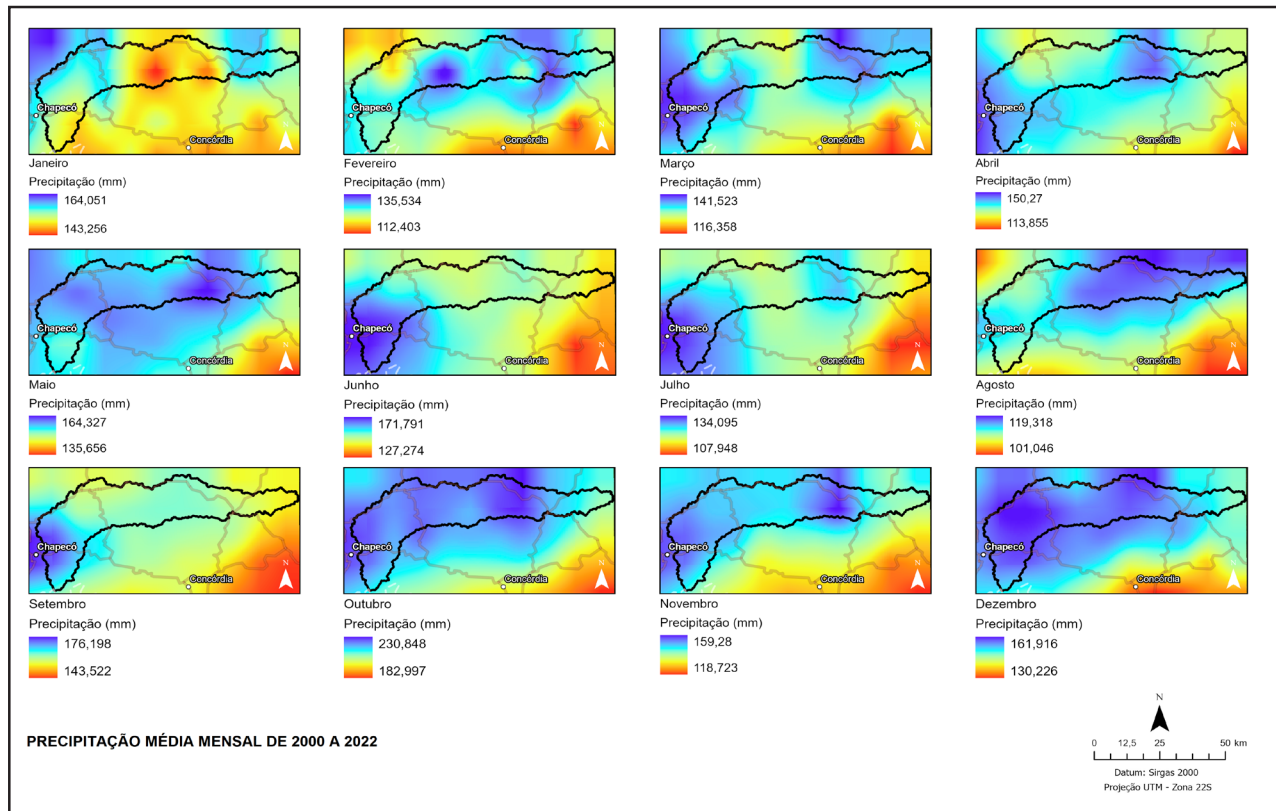 Chapecó
Concórdia
N
Janeiro
Precipitação (mm)
164,051
143,256
Chapecó
Concórdia
N
Fevereiro
Precipitação (mm)
135,534
112,403
Chapecó
Concórdia
N
Março
Precipitação (mm)
141,523
116,358
Chapecó
Concórdia
N
Abril
Precipitação (mm)
150,27
113,855
Chapecó
Concórdia
N
Maio
Precipitação (mm)
164,327
135,656
Chapecó
Concórdia
N
Junho
Precipitação (mm)
171,791
127,274
Chapecó
Concórdia
N
Julho
Precipitação (mm)
134,095
107,948
Chapecó
Concórdia
N
Agosto
Precipitação (mm)
119,318
101,046
Chapecó
Concórdia
N
Setembro
Precipitação (mm)
176,198
143,522
Chapecó
Concórdia
N
Outubro
Precipitação (mm)
230,848
182,997
Chapecó
Concórdia
N
Novembro
Precipitação (mm)
159,28
118,723
Chapecó
Concórdia
N
Dezembro
Precipitação (mm)
161,916
130,226
PRECIPITAÇÃO MÉDIA MENSAL DE 2000 A 2022
N
0 12,5 25 50 km
Datum: Sirgas 2000
Projeção UTM - Zona 22S